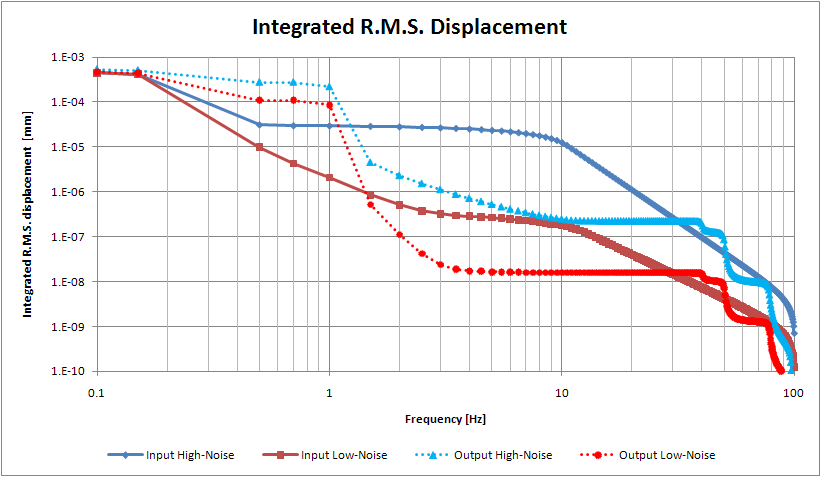 Integrated R.M.S. Displacement
Integrated R.M.S. displacement [mm]
1.E-03
1.E-04
1.E-05
1.E-06
1.E-07
1.E-08
1.E-09
1.E-10
0.1 1 10 100
Frequency [Hz]
Input High-Noise Input Low-Noise Output High-Noise Output Low-Noise